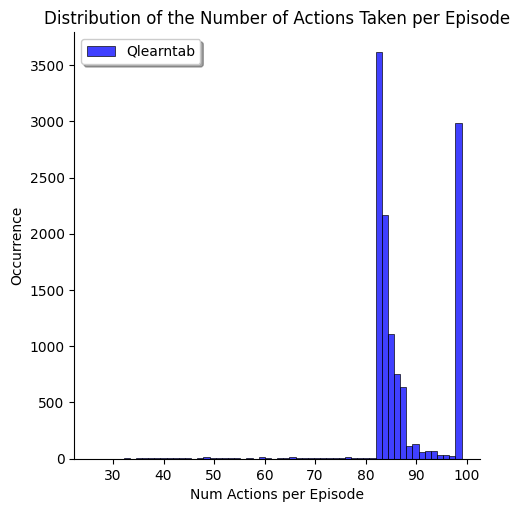 Distribution of the Number of Actions Taken per Episode
Qlearntab
3500
3000
2500
2000
1500
1000
500
0
Occurrence
30 40 50 60 70 80 90 100
Num Actions per Episode